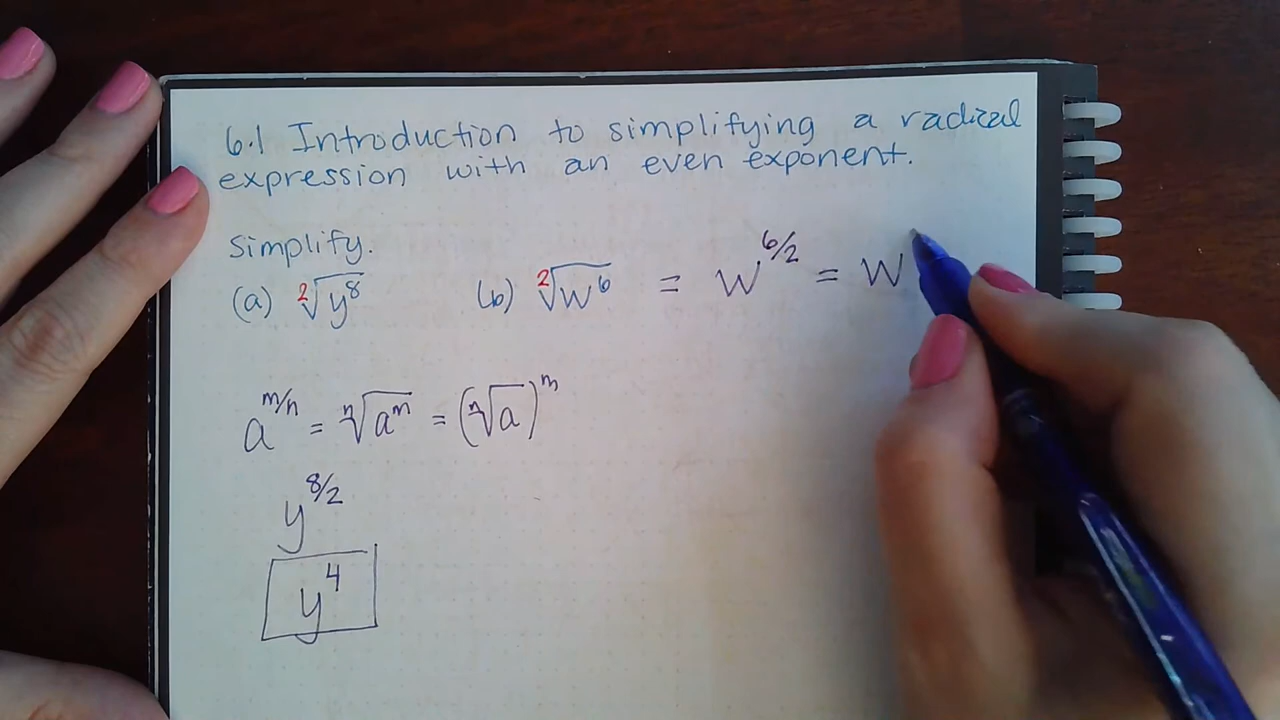 6.1 Introduction to simplifying a radical
expression with an even exponent.
Simplify.
(a) ²√y⁸ (b) ²√w⁶ = w^6/2 = w
a^m/n = ⁿ√a^m = (ⁿ√a)^m
y^8/2
y⁴